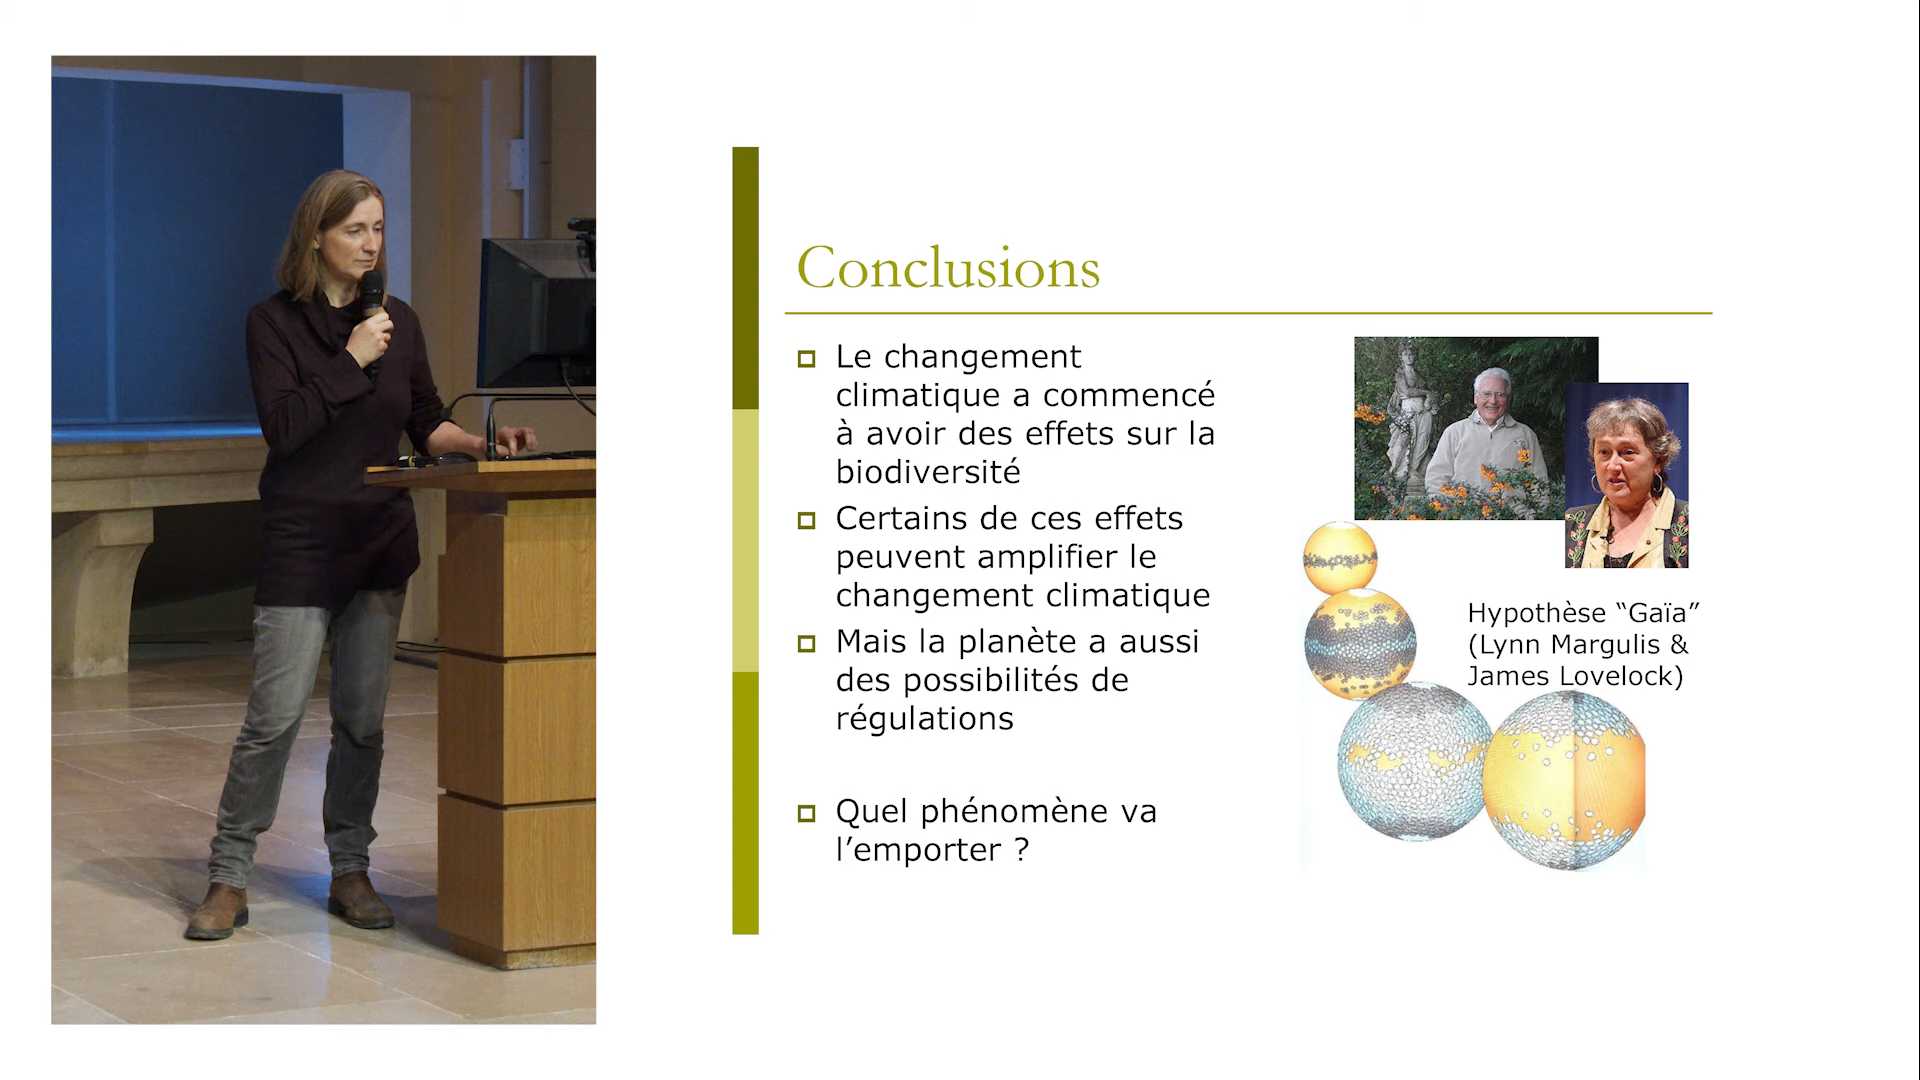 Conclusions
Le changement
climatique a commencé
à avoir des effets sur la
biodiversité
Certains de ces effets
peuvent amplifier le
changement climatique
Mais la planète a aussi
des possibilités de
régulations
Quel phénomène va
l’emporter ?
Hypothèse “Gaïa”
(Lynn Margulis &
James Lovelock)